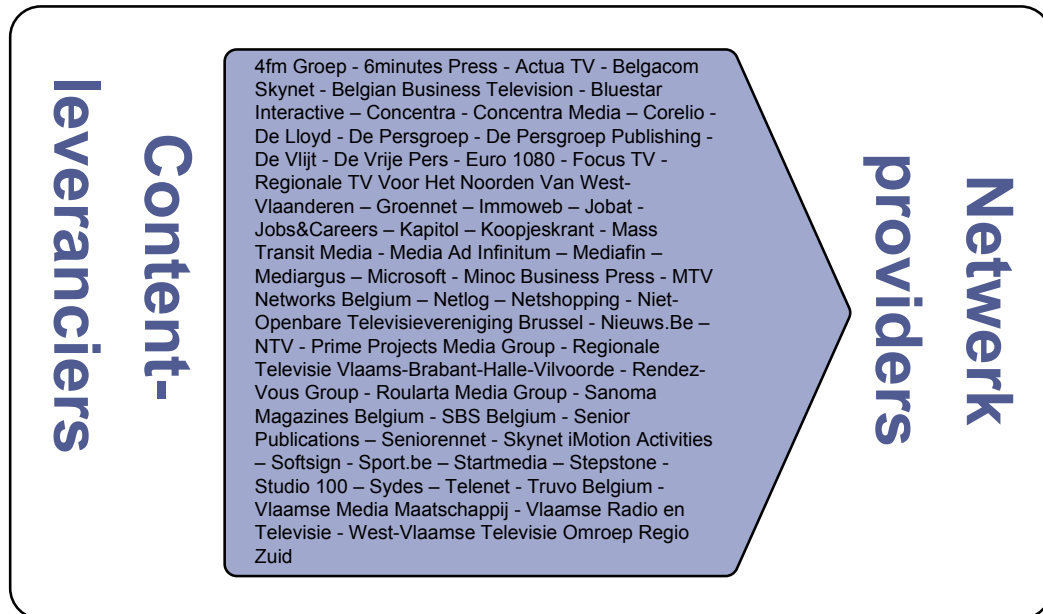 Content-
leveranciers
4fm Groep - 6minutes Press - Actua TV - Belgacom
Skynet - Belgian Business Television - Bluestar
Interactive – Concentra - Concentra Media – Corelio -
De Lloyd - De Persgroep - De Persgroep Publishing -
De Vlijt - De Vrije Pers - Euro 1080 - Focus TV -
Regionale TV Voor Het Noorden Van West-
Vlaanderen – Groennet – Immoweb – Jobat -
Jobs&Careers – Kapitol – Koopjeskrant - Mass
Transit Media - Media Ad Infinitum – Mediafin –
Mediargus – Microsoft - Minoc Business Press - MTV
Networks Belgium – Netlog – Netshopping - Niet-
Openbare Televisievereniging Brussel - Nieuws.Be –
NTV - Prime Projects Media Group - Regionale
Televisie Vlaams-Brabant-Halle-Vilvoorde - Rendez-
Vous Group - Roularta Media Group - Sanoma
Magazines Belgium - SBS Belgium - Senior
Publications – Seniorennet - Skynet iMotion Activities
– Softsign - Sport.be – Startmedia – Stepstone -
Studio 100 – Sydes – Telenet - Truvo Belgium -
Vlaamse Media Maatschappij - Vlaamse Radio en
Televisie - West-Vlaamse Televisie Omroep Regio
Zuid
Netwerk
providers